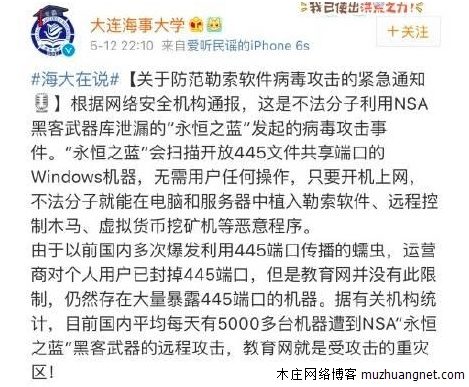 我已使出洪荒之力!
大连海事大学
5-12 22:10 来自爱听民谣的iPhone 6s
+关注
#海大在说#【关于防范勒索软件病毒攻击的紧急通知
】根据网络安全机构通报，这是不法分子利用NSA
黑客武器库泄漏的"永恒之蓝"发起的病毒攻击事
件。"永恒之蓝"会扫描开放445文件共享端口的
Windows机器，无需用户任何操作，只要开机上网，
不法分子就能在电脑和服务器中植入勒索软件、远程控
制木马、虚拟货币挖矿机等恶意程序。
由于以前国内多次爆发利用445端口传播的蠕虫，运营
商对个人用户已封掉445端口，但是教育网并没有此限
制，仍然存在大量暴露445端口的机器。据有关机构统
计，目前国内平均每天有5000多台机器遭到NSA"永恒
之蓝"黑客武器的远程攻击，教育网就是受攻击的重灾
区!
木庄网络博客 muzhuangnet.com